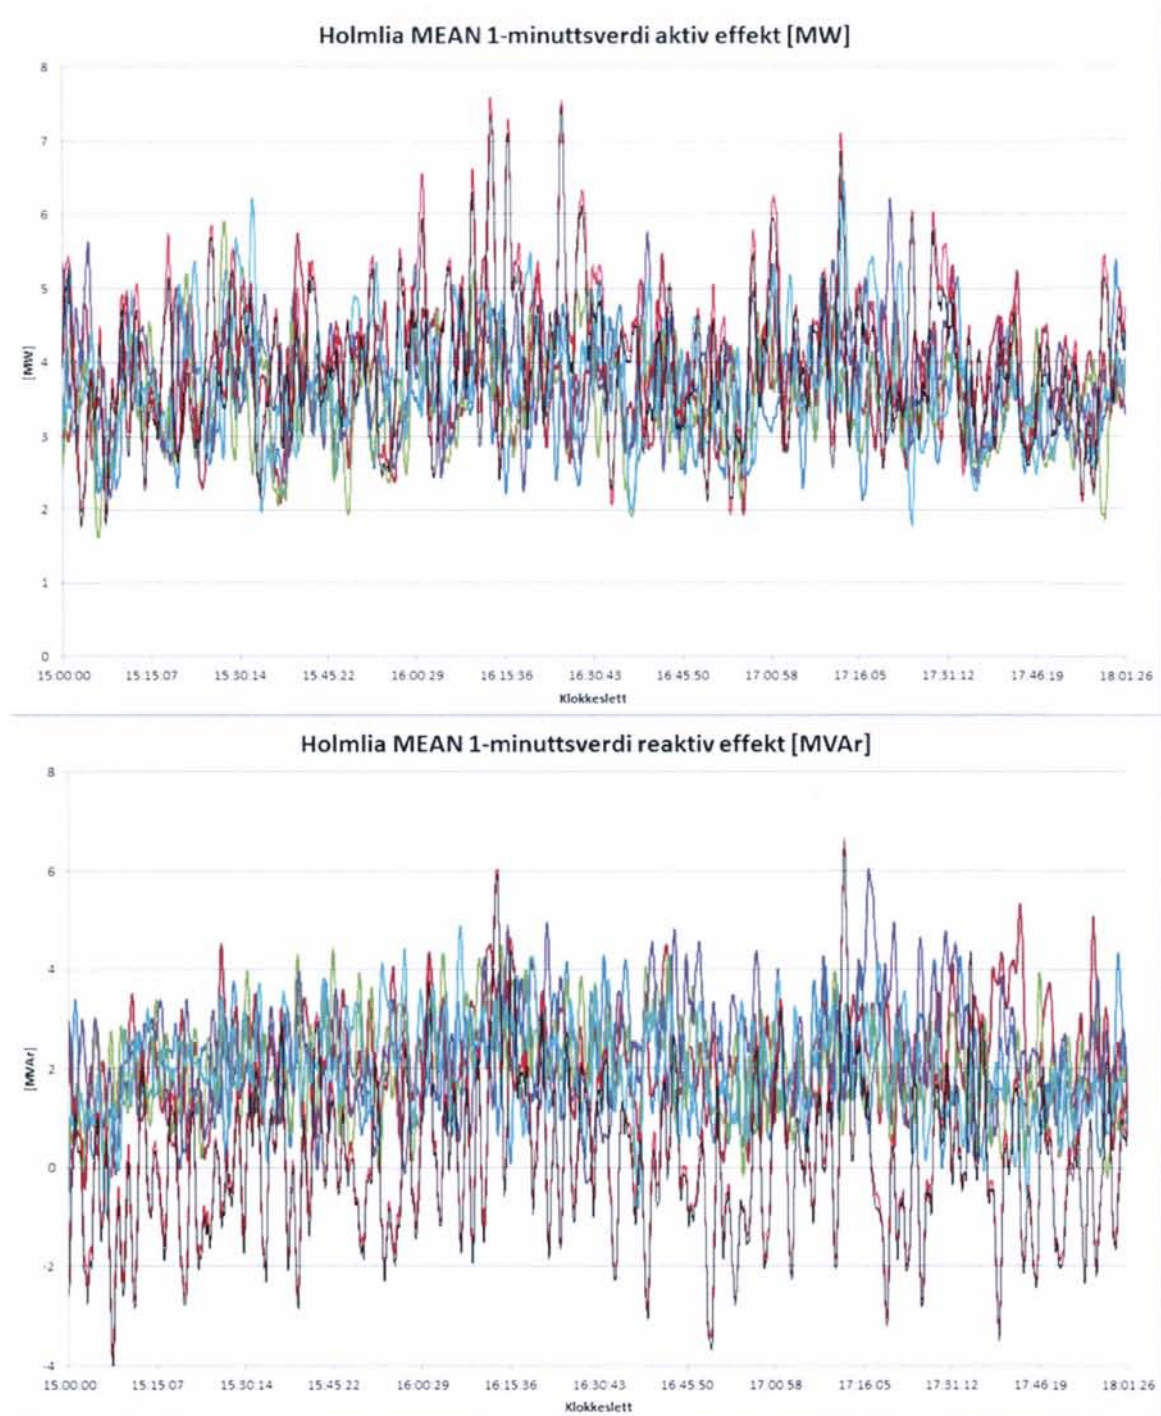 Holmlia MEAN 1-minuttsverdi aktiv effekt [MW]
8
7
6
5
4
3
2
1
0
[MW]
15:00:00 15:15:07 15:30:14 15:45:22 16:00:29 16:15:36 16:30:43 16:45:50 17:00:58 17:16:05 17:31:12 17:46:19 18:01:26
Klokkeslett
Holmlia MEAN 1-minuttsverdi reaktiv effekt [MVAr]
8
6
4
2
0
-2
-4
[MVAr]
15:00:00 15:15:07 15:30:14 15:45:22 16:00:29 16:15:36 16:30:43 16:45:50 17:00:58 17:16:05 17:31:12 17:46:19 18:01:26
Klokkeslett